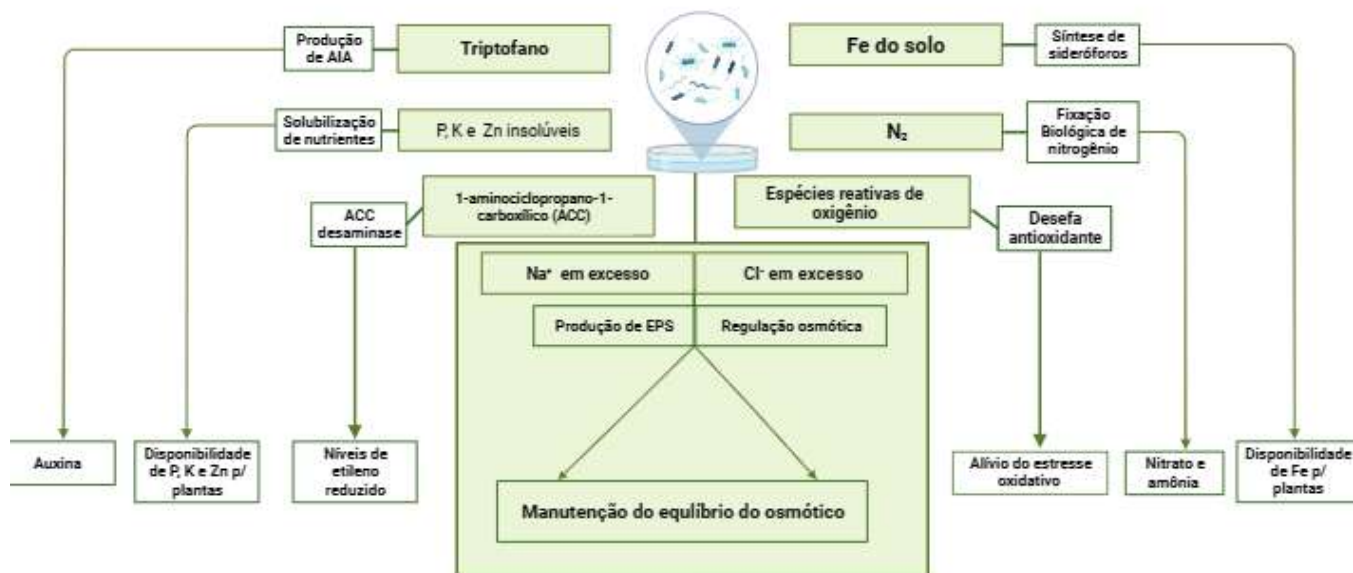 Produção
de AIA
Triptofano
Fe do solo
Síntese de
sideróforos
Solubilização
de nutrientes
P, K e Zn insolúveis
N₂
Fixação
Biológica de
nitrogênio
ACC
desaminase
1-aminociclopropano-1-
carboxílico (ACC)
Espécies reativas de
oxigênio
Desefa
antioxidante
Na⁺ em excesso
Cl⁻ em excesso
Produção de EPS
Regulação osmótica
Auxina
Disponibilidade
de P, K e Zn p/
plantas
Níveis de
etileno
reduzido
Manutenção do equlíbrio do osmótico
Alívio do estresse
oxidativo
Nitrato e
amônia
Disponibilidade
de Fe p/
plantas